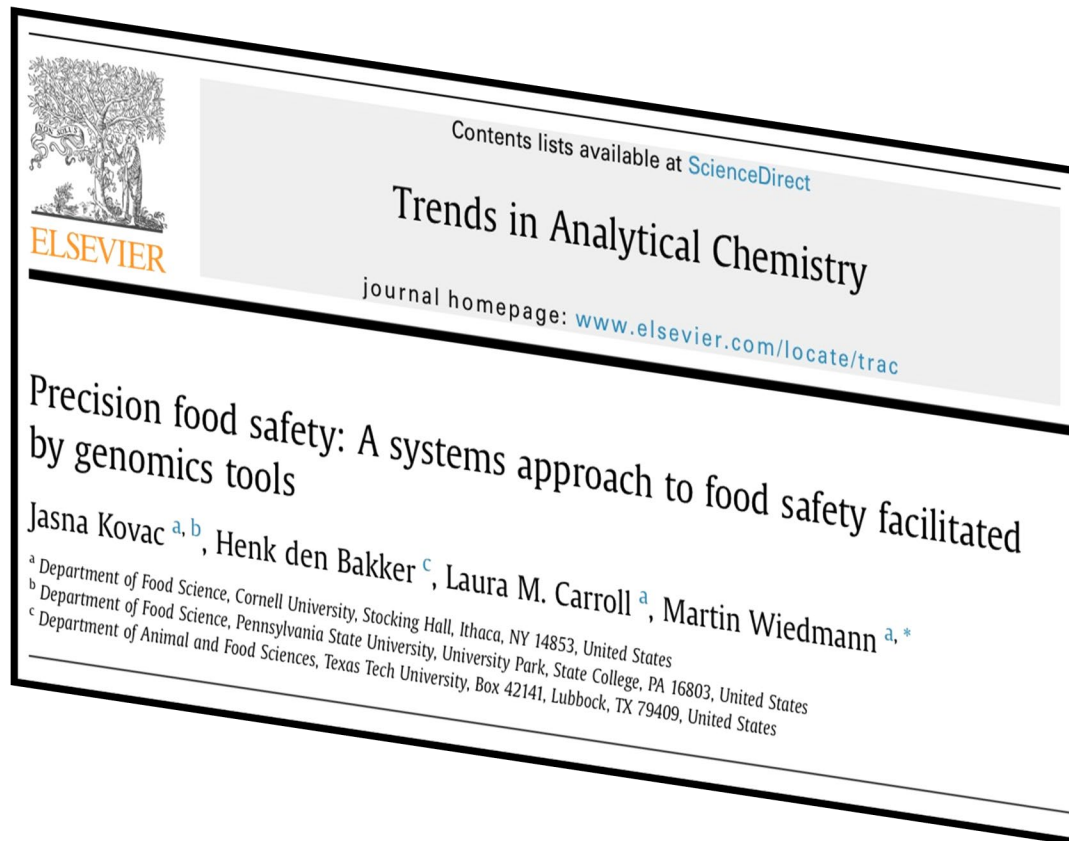 ELSEVIER
Contents lists available at ScienceDirect
Trends in Analytical Chemistry
journal homepage: www.elsevier.com/locate/trac
Precision food safety: A systems approach to food safety facilitated
by genomics tools
Jasna Kovac a, b, Henk den Bakker c, Laura M. Carroll a, Martin Wiedmann a, *
a Department of Food Science, Cornell University, Stocking Hall, Ithaca, NY 14853, United States
b Department of Food Science, Pennsylvania State University, University Park, State College, PA 16803, United States
c Department of Animal and Food Sciences, Texas Tech University, Box 42141, Lubbock, TX 79409, United States